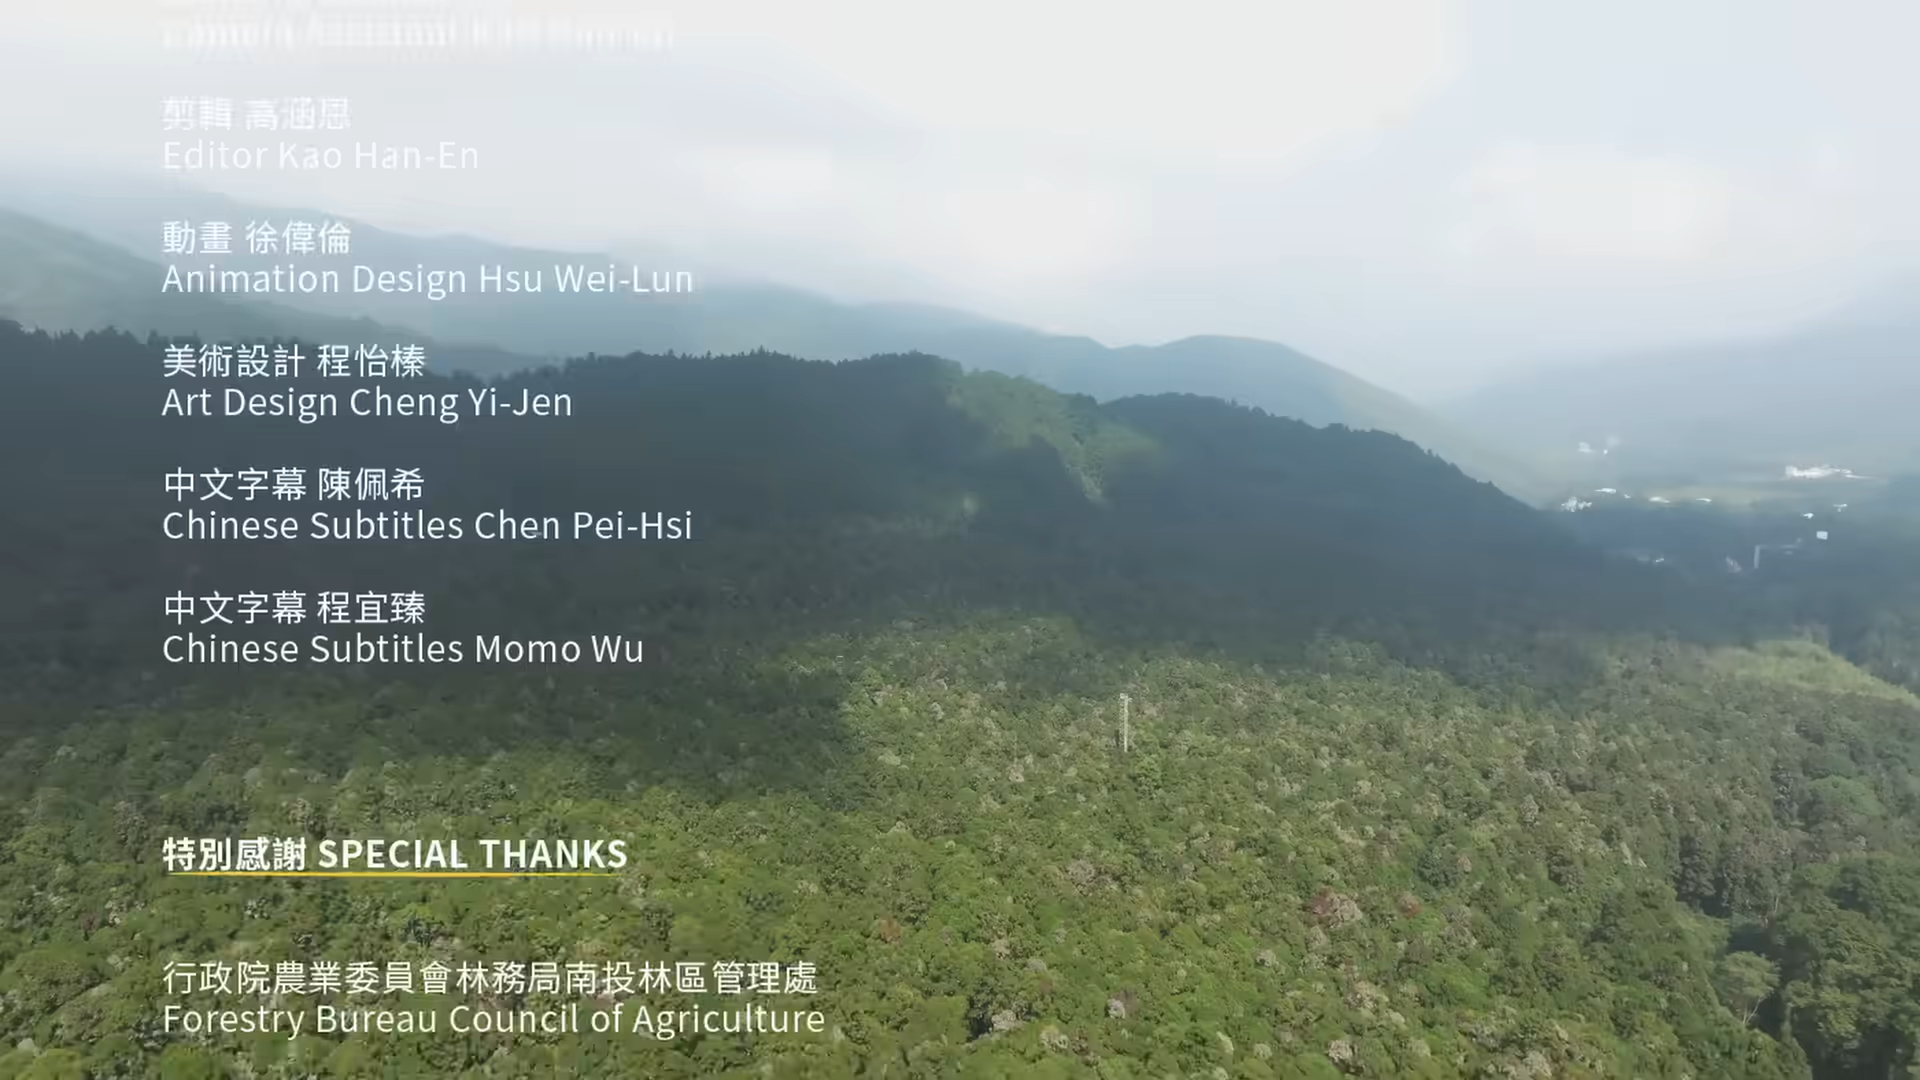 剪輯 高涵恩
Editor Kao Han-En
動畫 徐偉倫
Animation Design Hsu Wei-Lun
美術設計 程怡榛
Art Design Cheng Yi-Jen
中文字幕 陳佩希
Chinese Subtitles Chen Pei-Hsi
中文字幕 程宜臻
Chinese Subtitles Momo Wu
特別感謝 SPECIAL THANKS
行政院農業委員會林務局南投林區管理處
Forestry Bureau Council of Agriculture